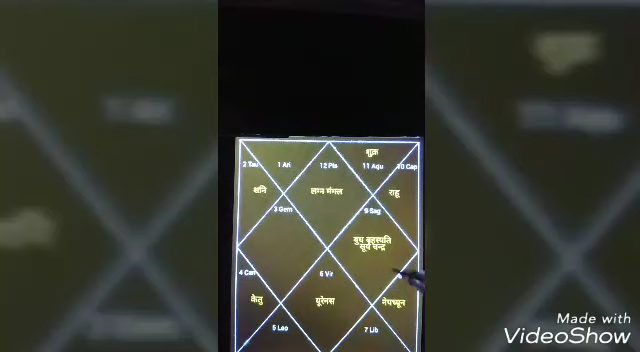 शुक्र
2 Tau
1 Ari
12 Pis
11 Aqu
10 Cap
शनि
लग्न मंगल
राहू
3 Gem
9 Sag
बुध बृहस्पति
सूर्य चन्द्र
4 Can
6 Vir
केतु
यूरेनस
नेपच्यून
5 Leo
7 Lib
Made with
VideoShow